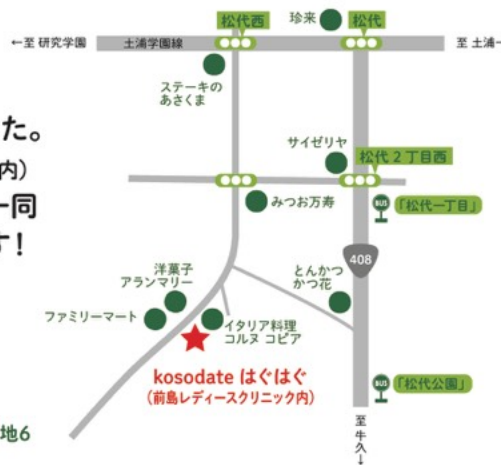 松代西
珍来
松代
←至 研究学園
土浦学園線
至 土浦
ステーキの
あさくま
た。
サイゼリヤ
内）
松代 2 丁目西
一同
みつお万寿
「松代一丁目」
BUS
す！
408
洋菓子
アランマリー
とんかつ
かつ花
ファミリーマート
イタリア料理
コルヌ コピア
kosodate はぐはぐ
（前島レディースクリニック内）
BUS
「松代公園」
地6
至
牛
久
↓